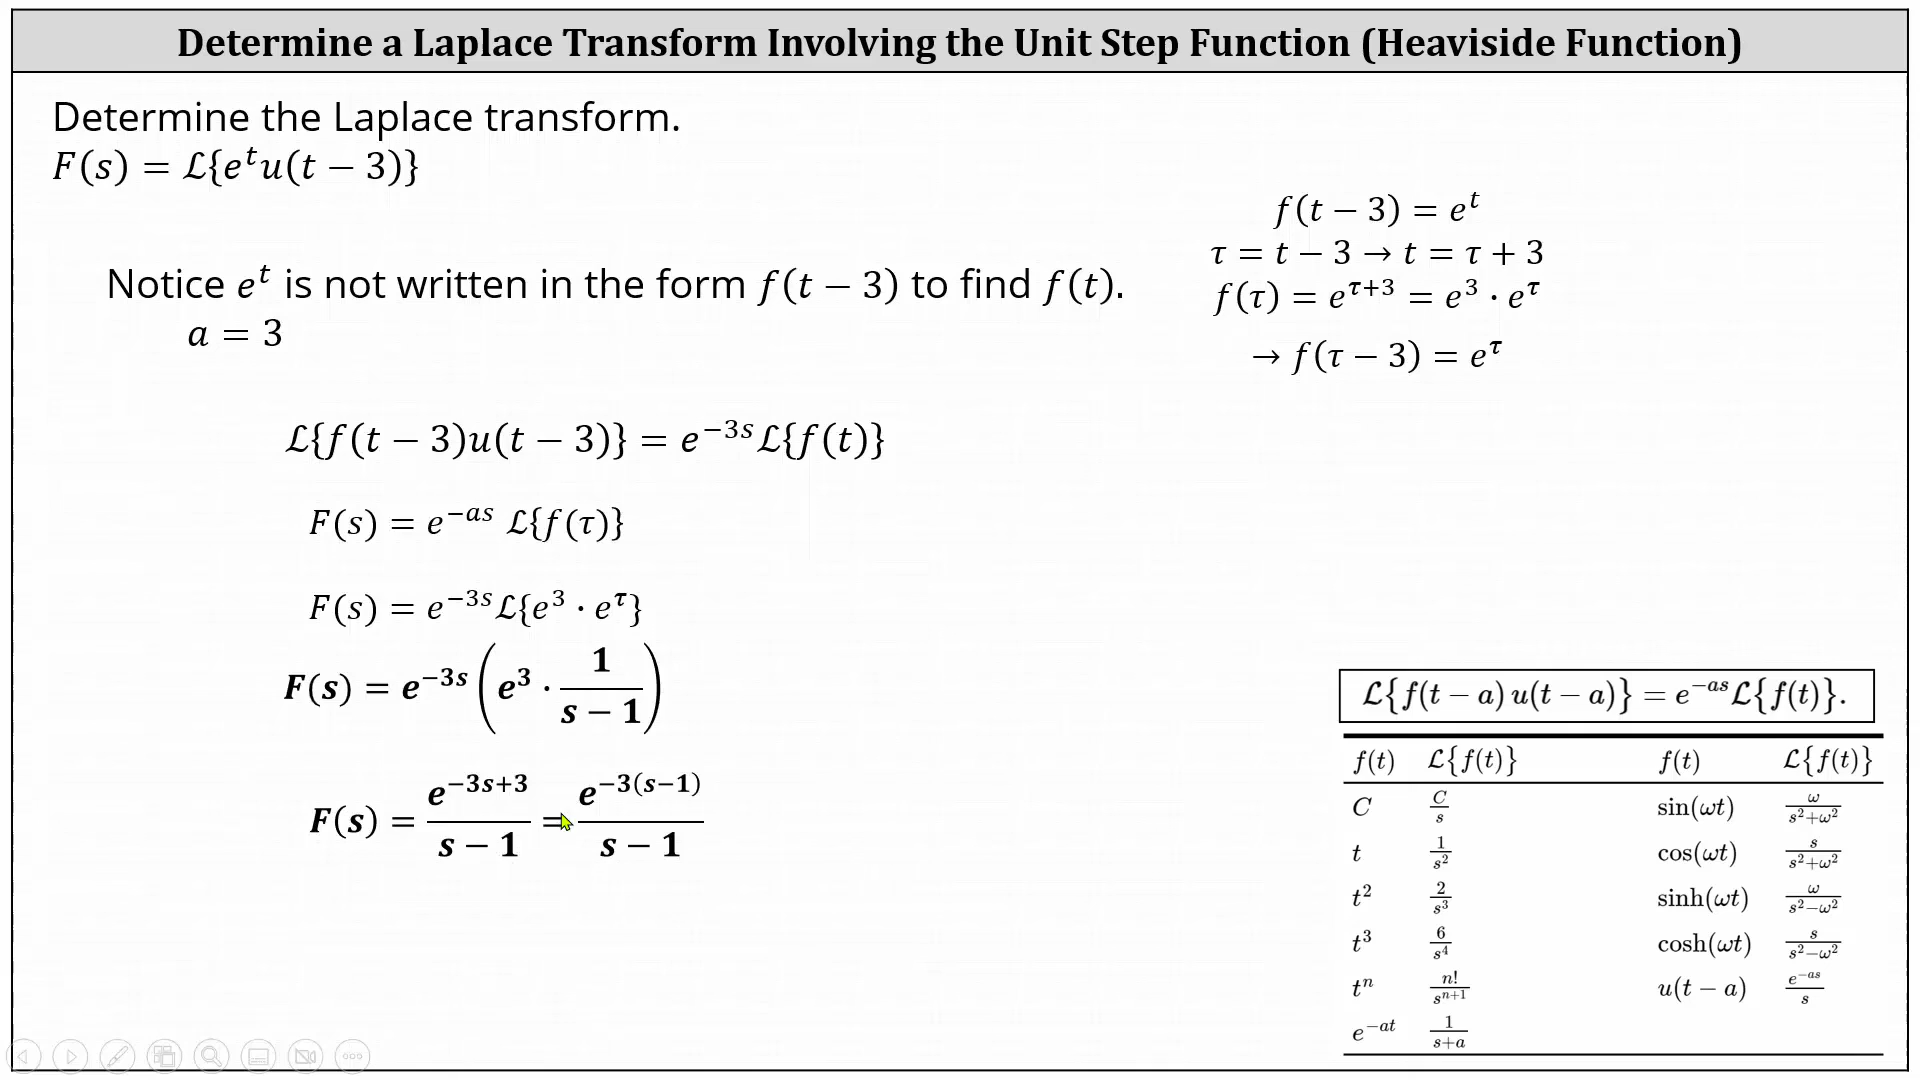 Determine a Laplace Transform Involving the Unit Step Function (Heaviside Function)
Determine the Laplace transform.
F(s) = ℒ{e^t u(t − 3)}
f(t − 3) = e^t
τ = t − 3 → t = τ + 3
f(τ) = e^{τ+3} = e^3 · e^τ
→ f(τ − 3) = e^τ
Notice e^t is not written in the form f(t − 3) to find f(t).
a = 3
ℒ{f(t − 3)u(t − 3)} = e^{−3s}ℒ{f(t)}
F(s) = e^{−as} ℒ{f(τ)}
F(s) = e^{−3s}ℒ{e^3 · e^τ}
F(s) = e^{−3s} (e^3 · 1/(s − 1))
F(s) = e^{−3s+3}/(s − 1) = e^{−3(s−1)}/(s − 1)
ℒ{f(t − a) u(t − a)} = e^{−as}ℒ{f(t)}.
f(t) ℒ{f(t)} f(t) ℒ{f(t)}
C C/s sin(ωt) ω/(s^2+ω^2)
t 1/s^2 cos(ωt) s/(s^2+ω^2)
t^2 2/s^3 sinh(ωt) ω/(s^2−ω^2)
t^3 6/s^4 cosh(ωt) s/(s^2−ω^2)
t^n n!/s^{n+1} u(t − a) e^{−as}/s
e^{−at} 1/(s+a)